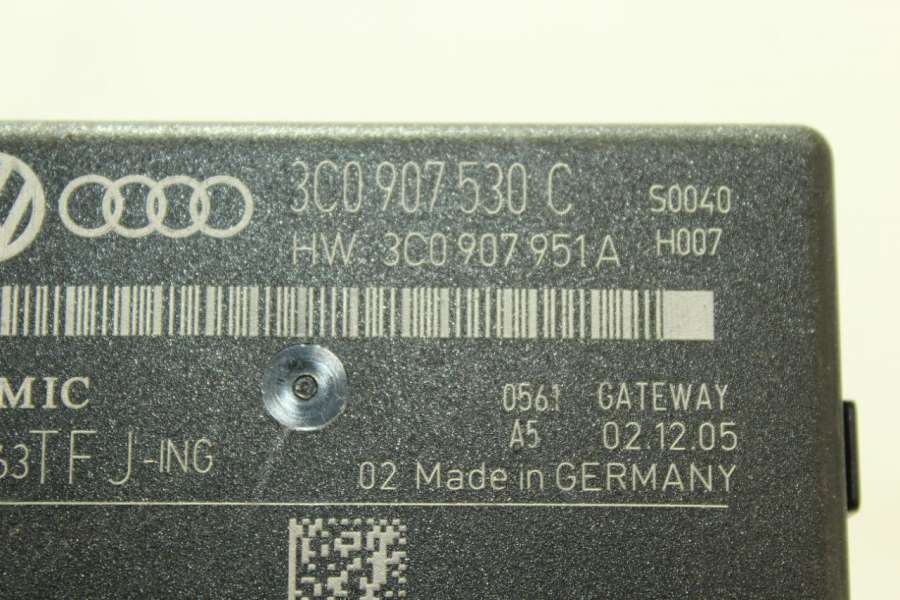 3C0 907 530 C
S0040
HW. 3C0 907 951 A
H007
MIC
0561 GATEWAY
63TF J-ING
A5 02.12.05
02 Made in GERMANY